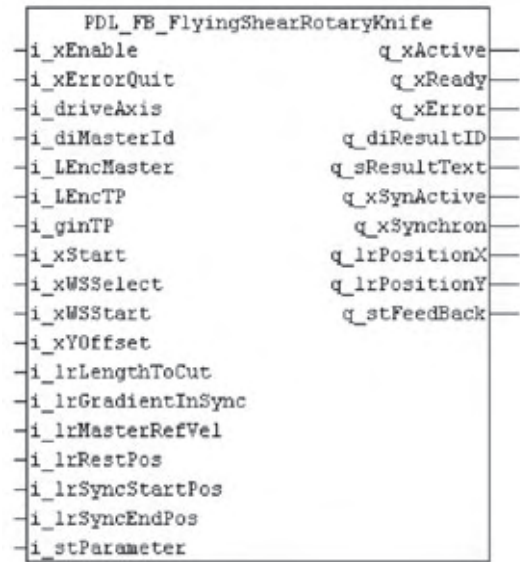 PDL_FB_FlyingShearRotaryKnife
i_xEnable q_xActive
i_xErrorQuit q_xReady
i_driveAxis q_xError
i_diMasterId q_diResultID
i_LEncMaster q_sResultText
i_LEncTP q_xSynActive
i_ginTP q_xSynchron
i_xStart q_lrPositionX
i_xWSSelect q_lrPositionY
i_xWSStart q_stFeedBack
i_xYOffset
i_lrLengthToCut
i_lrGradientInSync
i_lrMasterRefVel
i_lrRestPos
i_lrSyncStartPos
i_lrSyncEndPos
i_stParameter